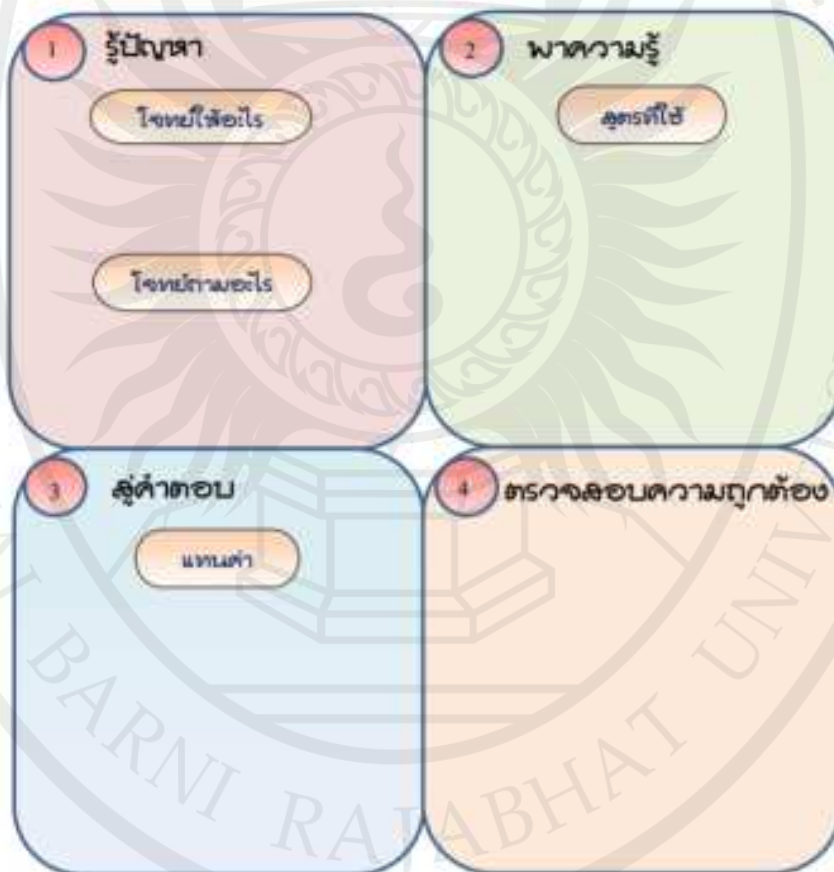 1 รู้ปัญหา
โจทย์ให้อะไร
โจทย์ถามอะไร
2 พาความรู้
สูตรที่ใช้
3 สู่คำตอบ
แทนค่า
4 ตรวจสอบความถูกต้อง
BARNI RAJABHAT UNIV